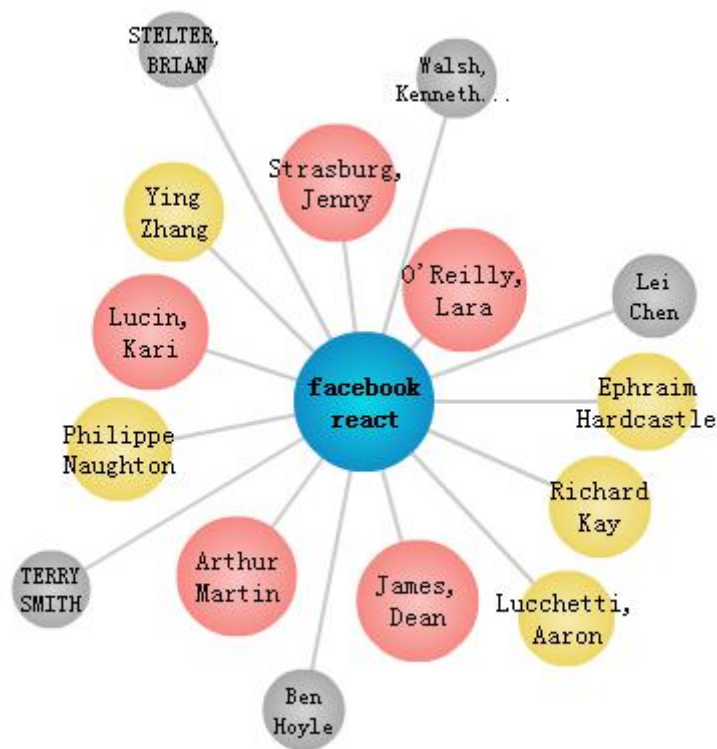 STELTER,
BRIAN
Walsh,
Kenneth...
Strasburg,
Jenny
Ying
Zhang
O'Reilly,
Lara
Lei
Chen
Lucin,
Kari
facebook
react
Ephraim
Hardcastle
Philippe
Naughton
Richard
Kay
Arthur
Martin
TERRY
SMITH
James,
Dean
Lucchetti,
Aaron
Ben
Hoyle